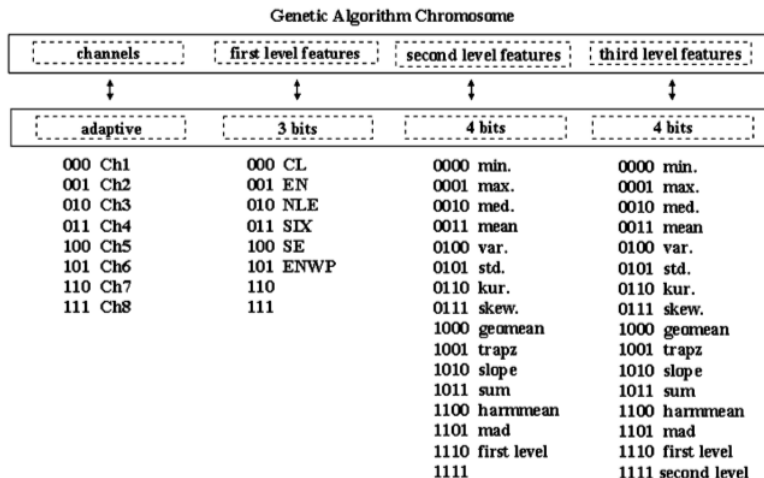 Genetic Algorithm Chromosome
channels first level features second level features third level features
adaptive 3 bits 4 bits 4 bits
000 Ch1 000 CL 0000 min. 0000 min.
001 Ch2 001 EN 0001 max. 0001 max.
010 Ch3 010 NLE 0010 med. 0010 med.
011 Ch4 011 SIX 0011 mean 0011 mean
100 Ch5 100 SE 0100 var. 0100 var.
101 Ch6 101 ENWP 0101 std. 0101 std.
110 Ch7 110 0110 kur. 0110 kur.
111 Ch8 111 0111 skew. 0111 skew.
1000 geomean 1000 geomean
1001 trapz 1001 trapz
1010 slope 1010 slope
1011 sum 1011 sum
1100 harmmean 1100 harmmean
1101 mad 1101 mad
1110 first level 1110 first level
1111 1111 second level